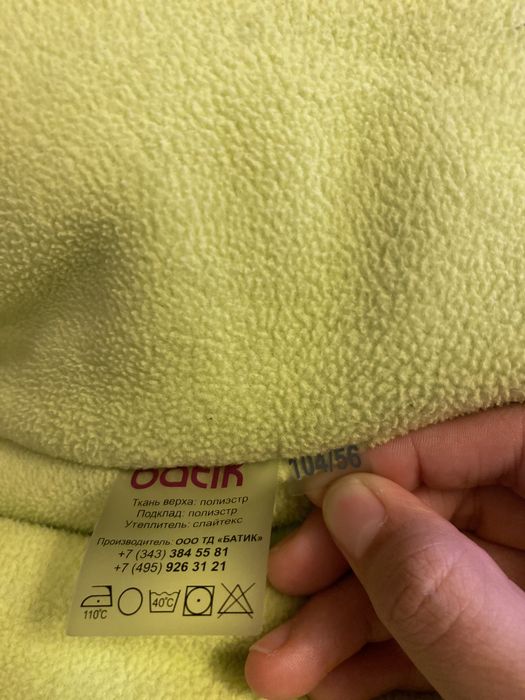 batik
104/56
Ткань верха: полиэстр
Подклад: полиэстр
Утеплитель: слайтекс
Производитель: ООО ТД «БАТИК»
+7 (343) 384 55 81
+7 (495) 926 31 21
110°C
40°C